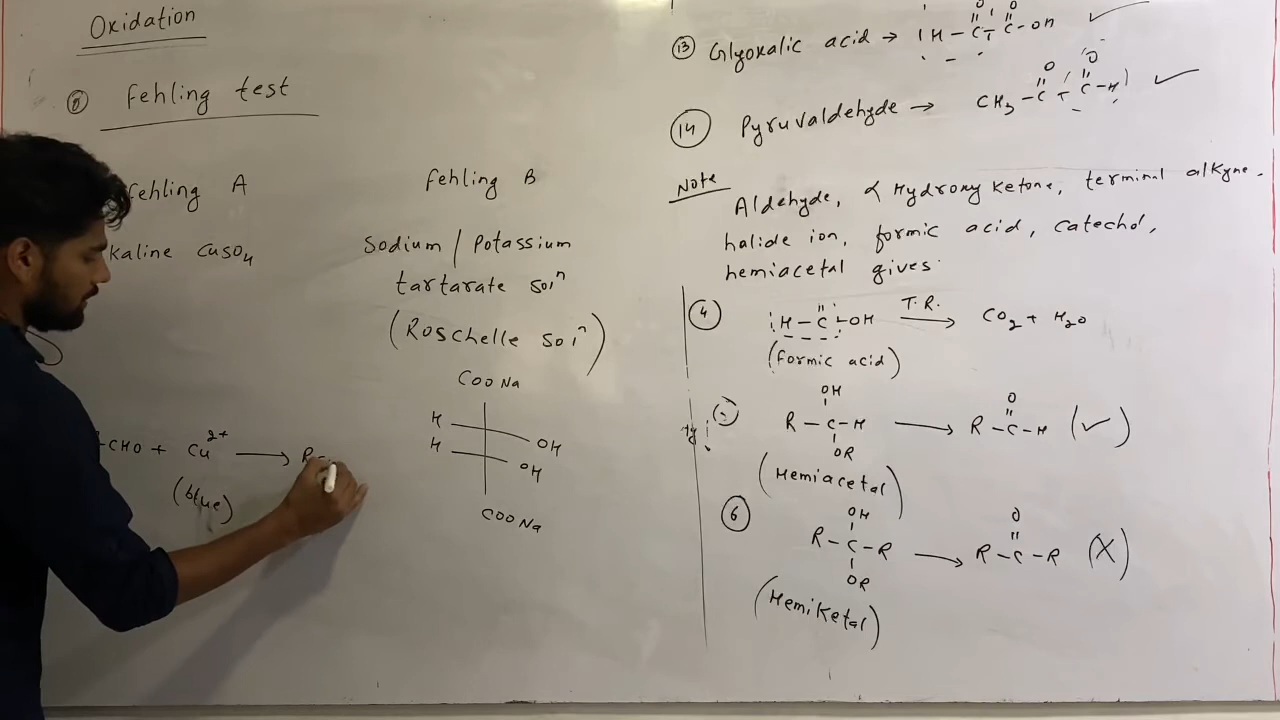 Oxidation
⑧ Fehling test
Fehling A
Fehling B
kaline CuSO4
Sodium / Potassium
tartarate solⁿ
(Roschelle solⁿ)
COONa
H
OH
H
OH
COONa
-CHO + Cu²⁺ ⟶ R-
(blue)
⑬ Glyoxalic acid → H-C-C-OH
O O
⑭ Pyruvaldehyde → CH3-C-C-H
O O
Note
Aldehyde, α Hydroxy Ketone, terminal alkyne.
halide ion, formic acid, catechol,
hemiacetal gives
④ H-C-OH T.R. ⟶ CO2 + H2O
(formic acid)
OH
R-C-H ⟶ R-C-H (✓)
O
OR
(Hemiacetal)
⑥
OH
O
R-C-R ⟶ R-C-R (X)
OR
(Hemiketal)